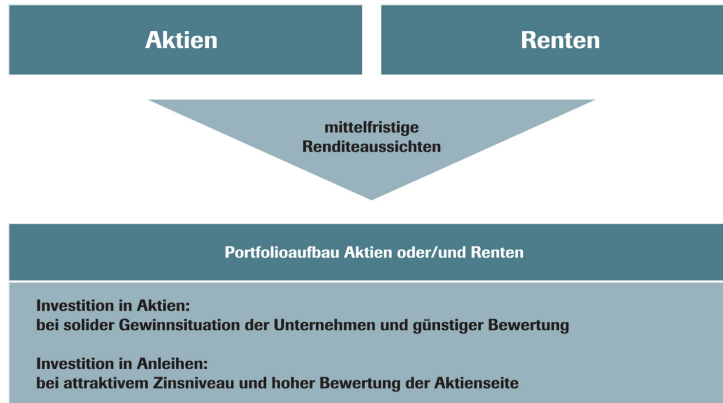 Aktien
Renten
mittelfristige
Renditeaussichten
Portfolioaufbau Aktien oder/und Renten
Investition in Aktien:
bei solider Gewinnsituation der Unternehmen und günstiger Bewertung
Investition in Anleihen:
bei attraktivem Zinsniveau und hoher Bewertung der Aktienseite